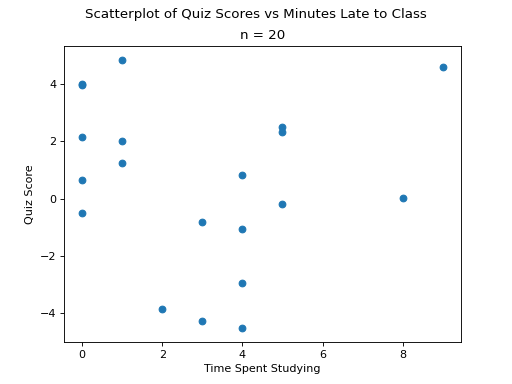 Scatterplot of Quiz Scores vs Minutes Late to Class
n = 20
Quiz Score
4
2
0
−2
−4
0 2 4 6 8
Time Spent Studying